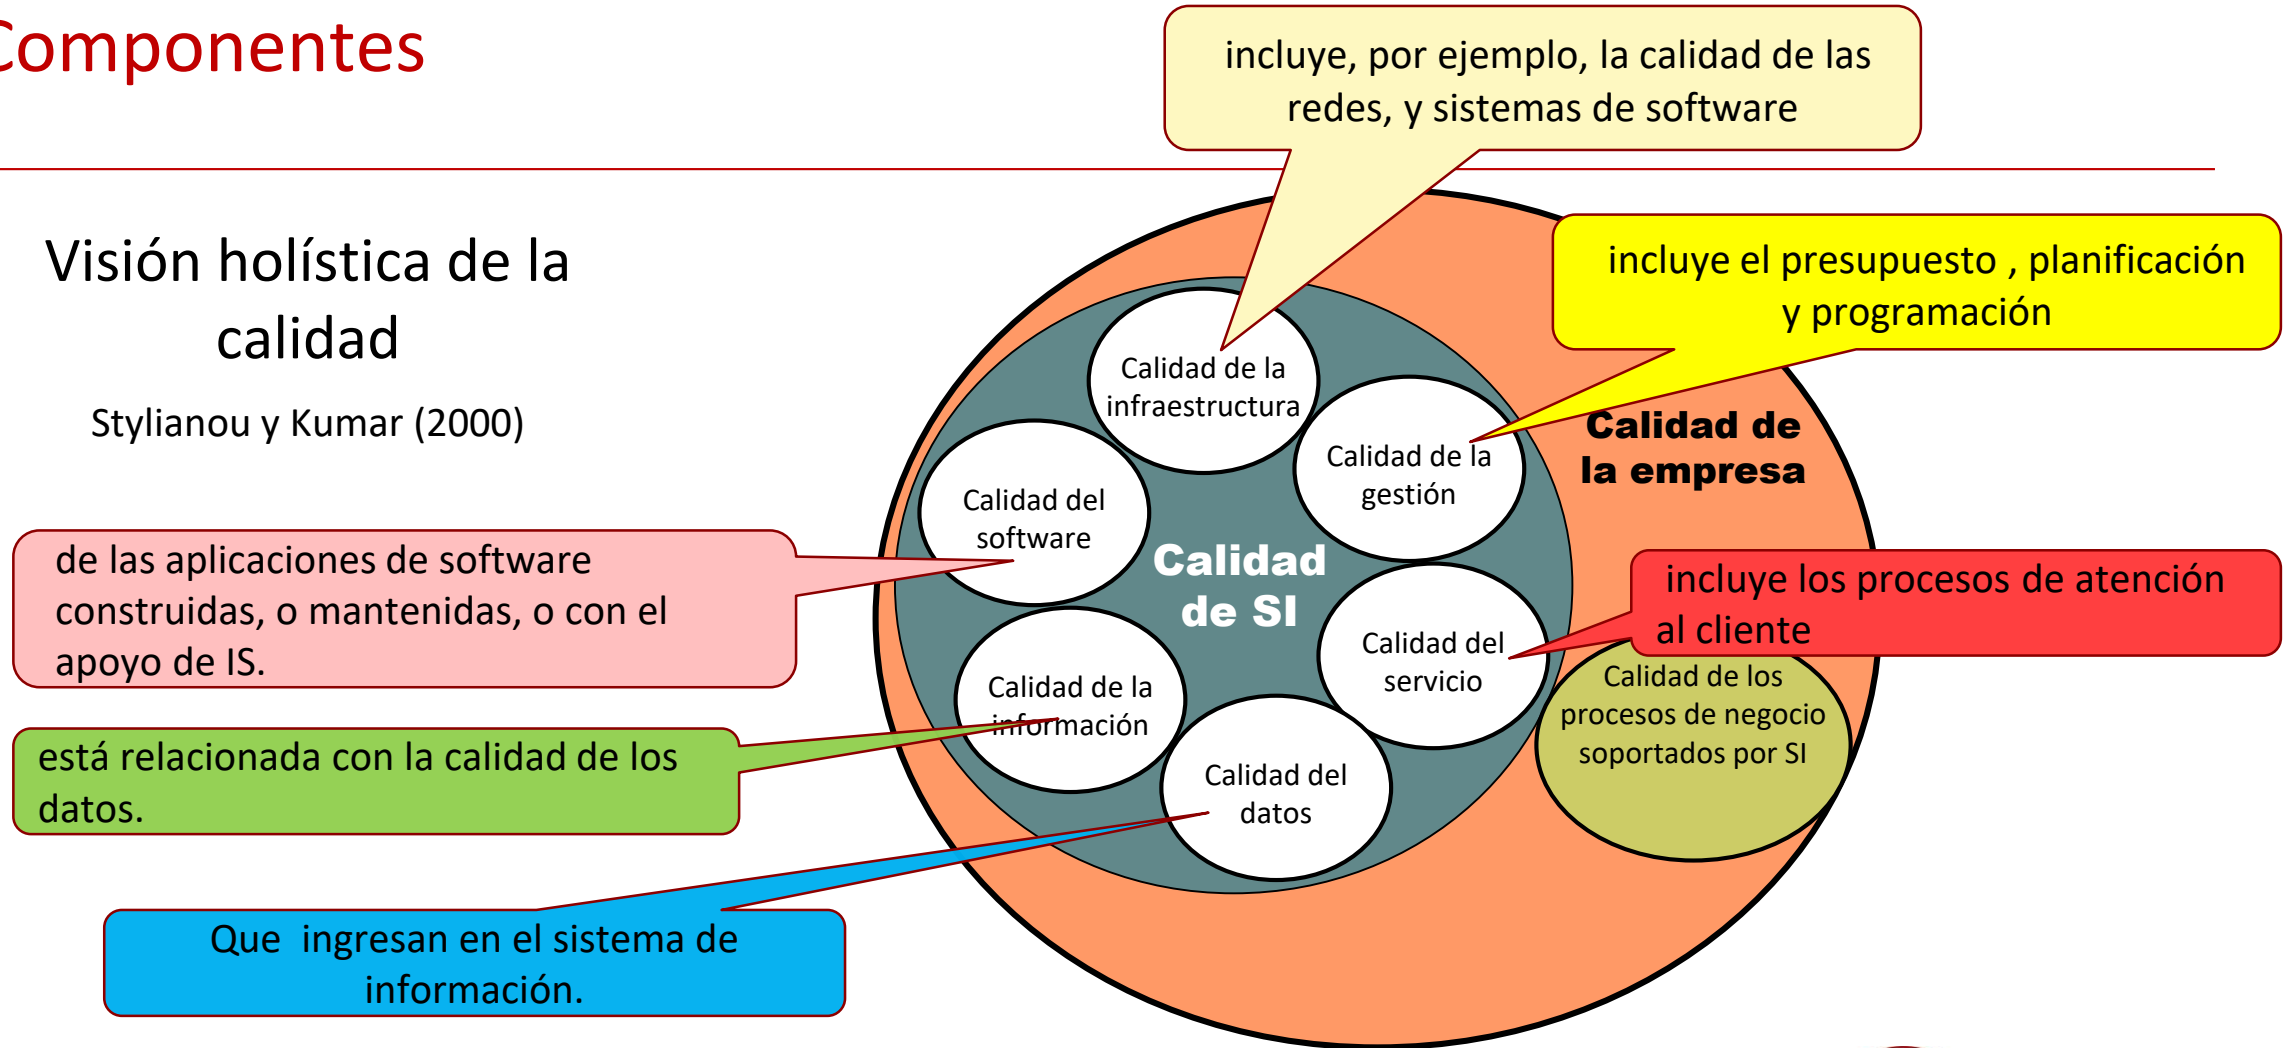 Componentes
incluye, por ejemplo, la calidad de las
redes, y sistemas de software
Visión holística de la
calidad
Stylianou y Kumar (2000)
incluye el presupuesto , planificación
y programación
Calidad de la
infraestructura
Calidad de la
gestión
Calidad de
la empresa
Calidad del
software
Calidad
de SI
de las aplicaciones de software
construidas, o mantenidas, o con el
apoyo de IS.
incluye los procesos de atención
al cliente
Calidad del
servicio
Calidad de los
procesos de negocio
soportados por SI
Calidad de la
información
está relacionada con la calidad de los
datos.
Calidad del
datos
Que ingresan en el sistema de
información.